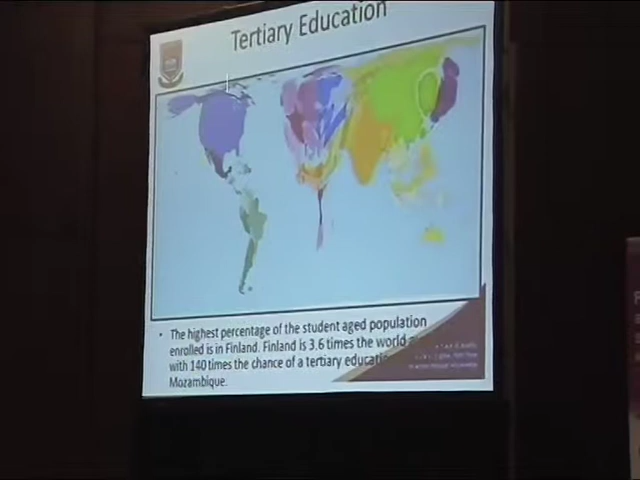 Tertiary Education
• The highest percentage of the student aged population
enrolled is in Finland. Finland is 3.6 times the world
with 140 times the chance of a tertiary
Mozambique.